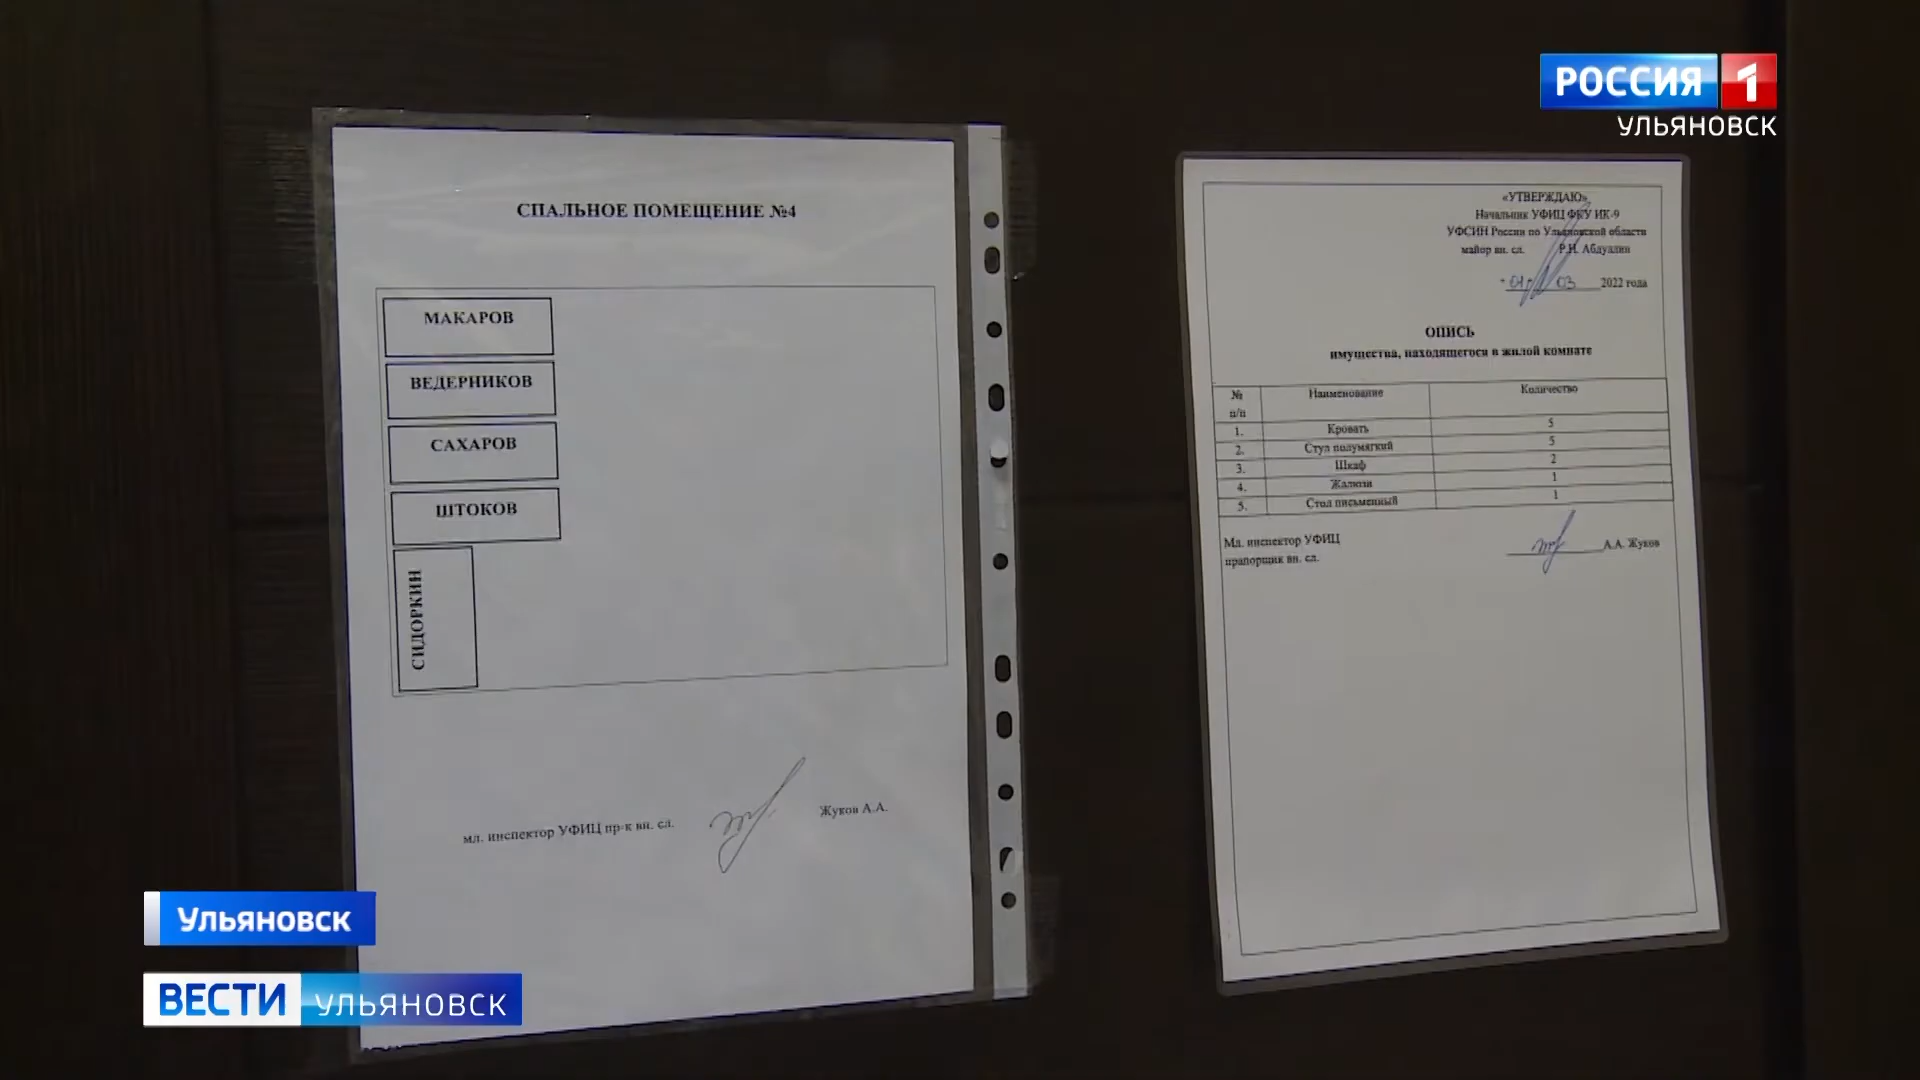 РОССИЯ 1
УЛЬЯНОВСК
СПАЛЬНОЕ ПОМЕЩЕНИЕ №4
МАКАРОВ
ВЕДЕРНИКОВ
САХАРОВ
ШТОКОВ
СИДОРКИН
мл. инспектор УФИЦ пр-к вн. сл. Жуков А.А.
«УТВЕРЖДАЮ»
Начальник УФИЦ ФКУ ИК-9
УФСИН России по Ульяновской области
майор вн. сл. Р.Н. Абдуллин
"01" 03 2022 года
ОПИСЬ
имущества, находящегося в жилой комнате
№ п/п Наименование Количество
1. Кровать 5
2. Стул полумягкий 5
3. Шкаф 2
4. Жалюзи 1
5. Стол письменный 1
Мл. инспектор УФИЦ
прапорщик вн. сл. А.А. Жуков
Ульяновск
ВЕСТИ УЛЬЯНОВСК